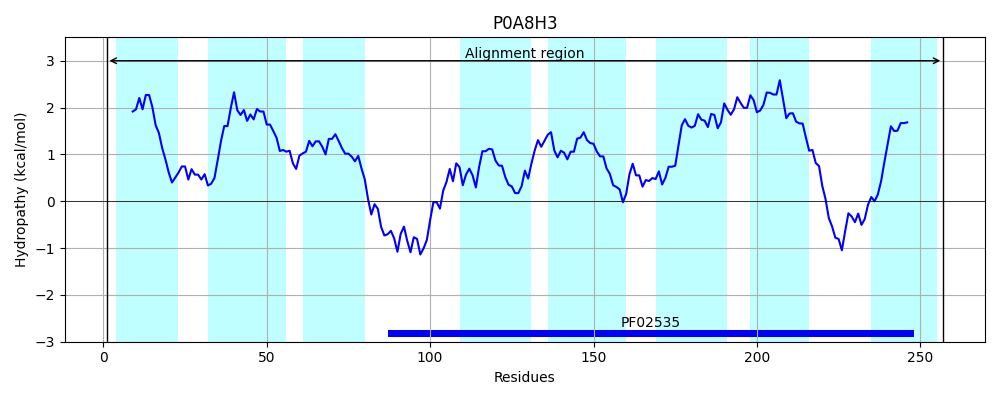 P0A8H3
Alignment region
Hydropathy (kcal/mol)
3
2
1
0
−1
−2
−3
PF02535
0 50 100 150 200 250
Residues